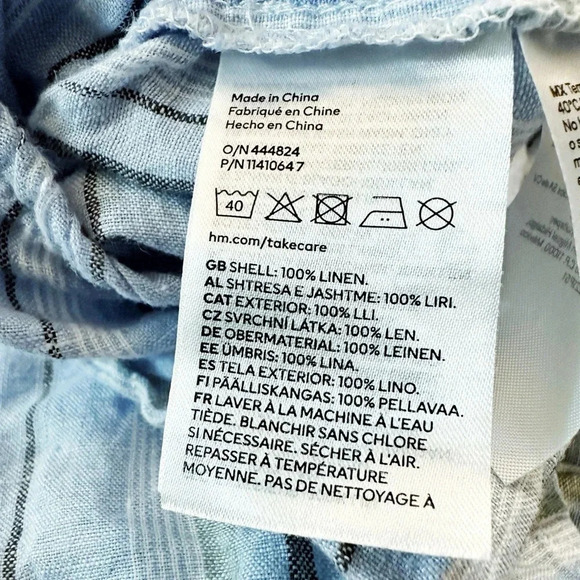 Made in China
Fabriqué en Chine
Hecho en China
O/N 444824
P/N 11410647
40
hm.com/takecare
GB SHELL: 100% LINEN.
AL SHTRESA E JASHTME: 100% LIRI.
CAT EXTERIOR: 100% LLI.
CZ SVRCHNÍ LÁTKA: 100% LEN.
DE OBERMATERIAL: 100% LEINEN.
EE ÜMBRIS: 100% LINA.
ES TELA EXTERIOR: 100% LINO.
FI PÄÄLLISKANGAS: 100% PELLAVAA.
FR LAVER À LA MACHINE À L'EAU
TIÈDE. BLANCHIR SANS CHLORE
SI NÉCESSAIRE. SÉCHER À L'AIR.
REPASSER À TEMPÉRATURE
MOYENNE. PAS DE NETTOYAGE À
MX
40°C